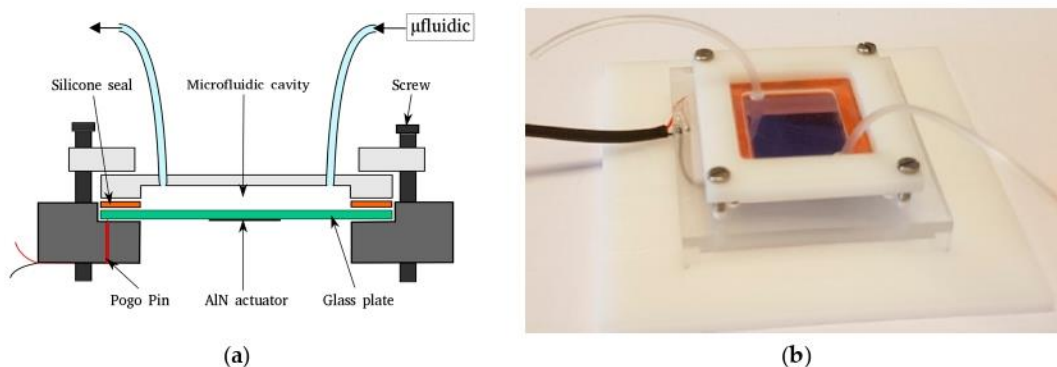 μfluidic
Silicone seal
Microfluidic cavity
Screw
Pogo Pin
AlN actuator
Glass plate
(a)
(b)